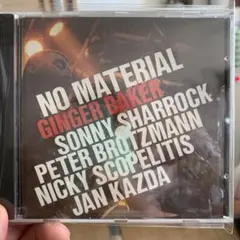 NO MATERIAL
GINGER BAKER
SONNY SHARROCK
PETER BROTZMANN
NICKY SCOPELITIS
JAN KAZDA